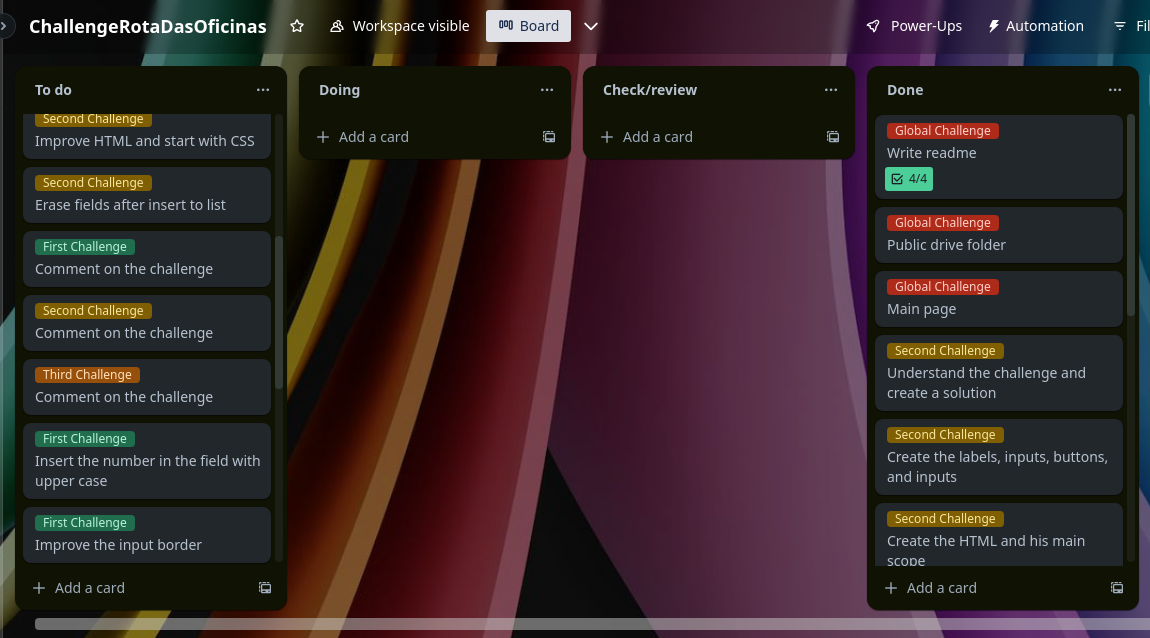 ChallengeRotaDasOficinas
Workspace visible
Board
Power-Ups
Automation
Fil
To do
Second Challenge
Improve HTML and start with CSS
Second Challenge
Erase fields after insert to list
First Challenge
Comment on the challenge
Second Challenge
Comment on the challenge
Third Challenge
Comment on the challenge
First Challenge
Insert the number in the field with
upper case
First Challenge
Improve the input border
Add a card
Doing
Add a card
Check/review
Add a card
Done
Global Challenge
Write readme
4/4
Global Challenge
Public drive folder
Global Challenge
Main page
Second Challenge
Understand the challenge and
create a solution
Second Challenge
Create the labels, inputs, buttons,
and inputs
Second Challenge
Create the HTML and his main
scope
Add a card